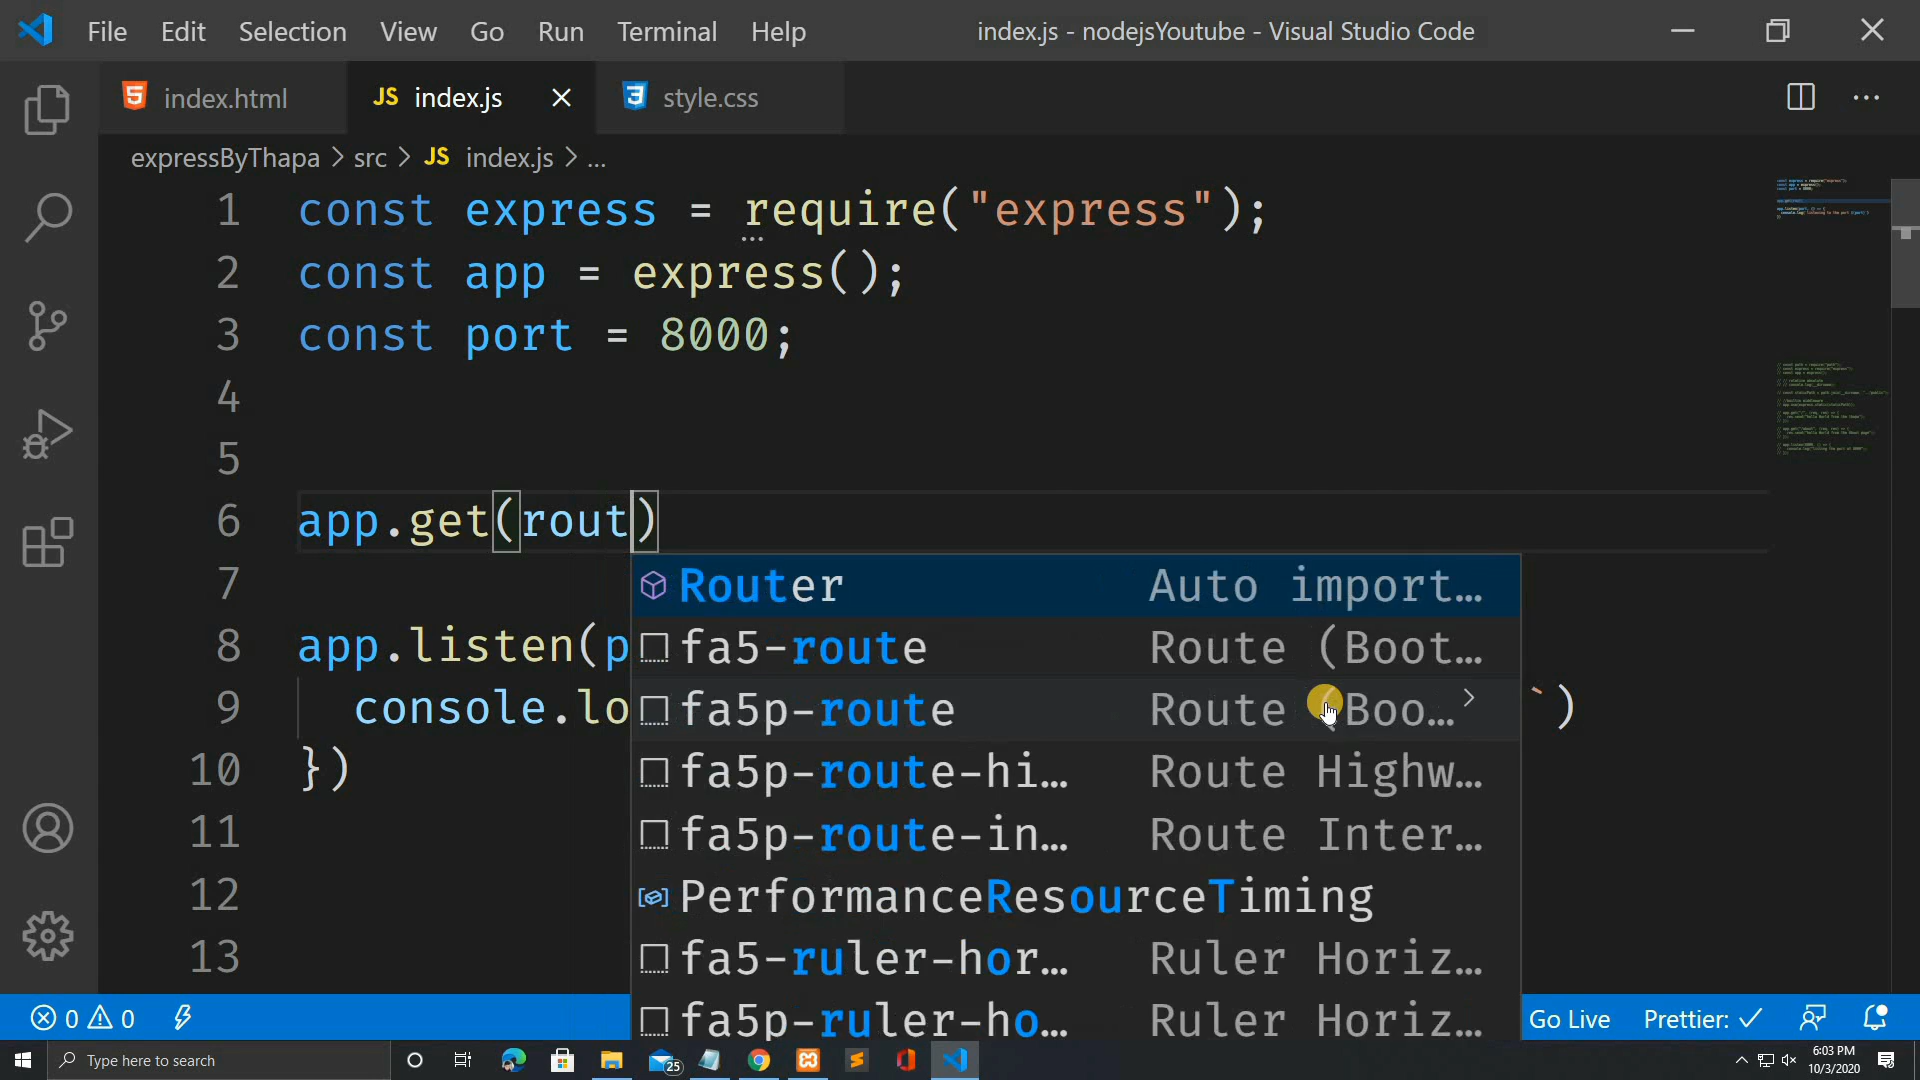 File Edit Selection View Go Run Terminal Help index.js - nodejsYoutube - Visual Studio Code
index.html JS index.js style.css
expressByThapa > src > JS index.js > ...
1 const express = require("express");
2 const app = express();
3 const port = 8000;
4
5
6 app.get(rout)
7
8 app.listen(p
9 console.lo `)
10 })
11
12
13
Router Auto import…
fa5-route Route (Boot…
fa5p-route Route (Boo… >
fa5p-route-hi… Route Highw…
fa5p-route-in… Route Inter…
PerformanceResourceTiming
fa5-ruler-hor… Ruler Horiz…
fa5p-ruler-ho… Ruler Horiz…
0 0 Go Live Prettier: ✓
Type here to search 25 6:03 PM
10/3/2020